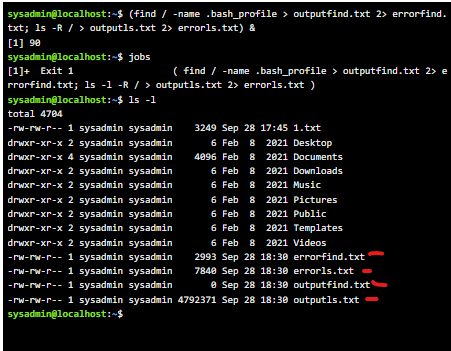 sysadmin@localhost:~$ (find / -name .bash_profile > outputfind.txt 2> errorfind.
txt; ls -R / > outputls.txt 2> errorls.txt) &
[1] 90
sysadmin@localhost:~$ jobs
[1]+  Exit 1                  ( find / -name .bash_profile > outputfind.txt 2> e
rrorfind.txt; ls -l -R / > outputls.txt 2> errorls.txt )
sysadmin@localhost:~$ ls -l
total 4704
-rw-rw-r-- 1 sysadmin sysadmin    3249 Sep 28 17:45 1.txt
drwxr-xr-x 2 sysadmin sysadmin       6 Feb  8  2021 Desktop
drwxr-xr-x 4 sysadmin sysadmin    4096 Feb  8  2021 Documents
drwxr-xr-x 2 sysadmin sysadmin       6 Feb  8  2021 Downloads
drwxr-xr-x 2 sysadmin sysadmin       6 Feb  8  2021 Music
drwxr-xr-x 2 sysadmin sysadmin       6 Feb  8  2021 Pictures
drwxr-xr-x 2 sysadmin sysadmin       6 Feb  8  2021 Public
drwxr-xr-x 2 sysadmin sysadmin       6 Feb  8  2021 Templates
drwxr-xr-x 2 sysadmin sysadmin       6 Feb  8  2021 Videos
-rw-rw-r-- 1 sysadmin sysadmin    2993 Sep 28 18:30 errorfind.txt
-rw-rw-r-- 1 sysadmin sysadmin    7840 Sep 28 18:30 errorls.txt
-rw-rw-r-- 1 sysadmin sysadmin       0 Sep 28 18:30 outputfind.txt
-rw-rw-r-- 1 sysadmin sysadmin 4792371 Sep 28 18:30 outputls.txt
sysadmin@localhost:~$